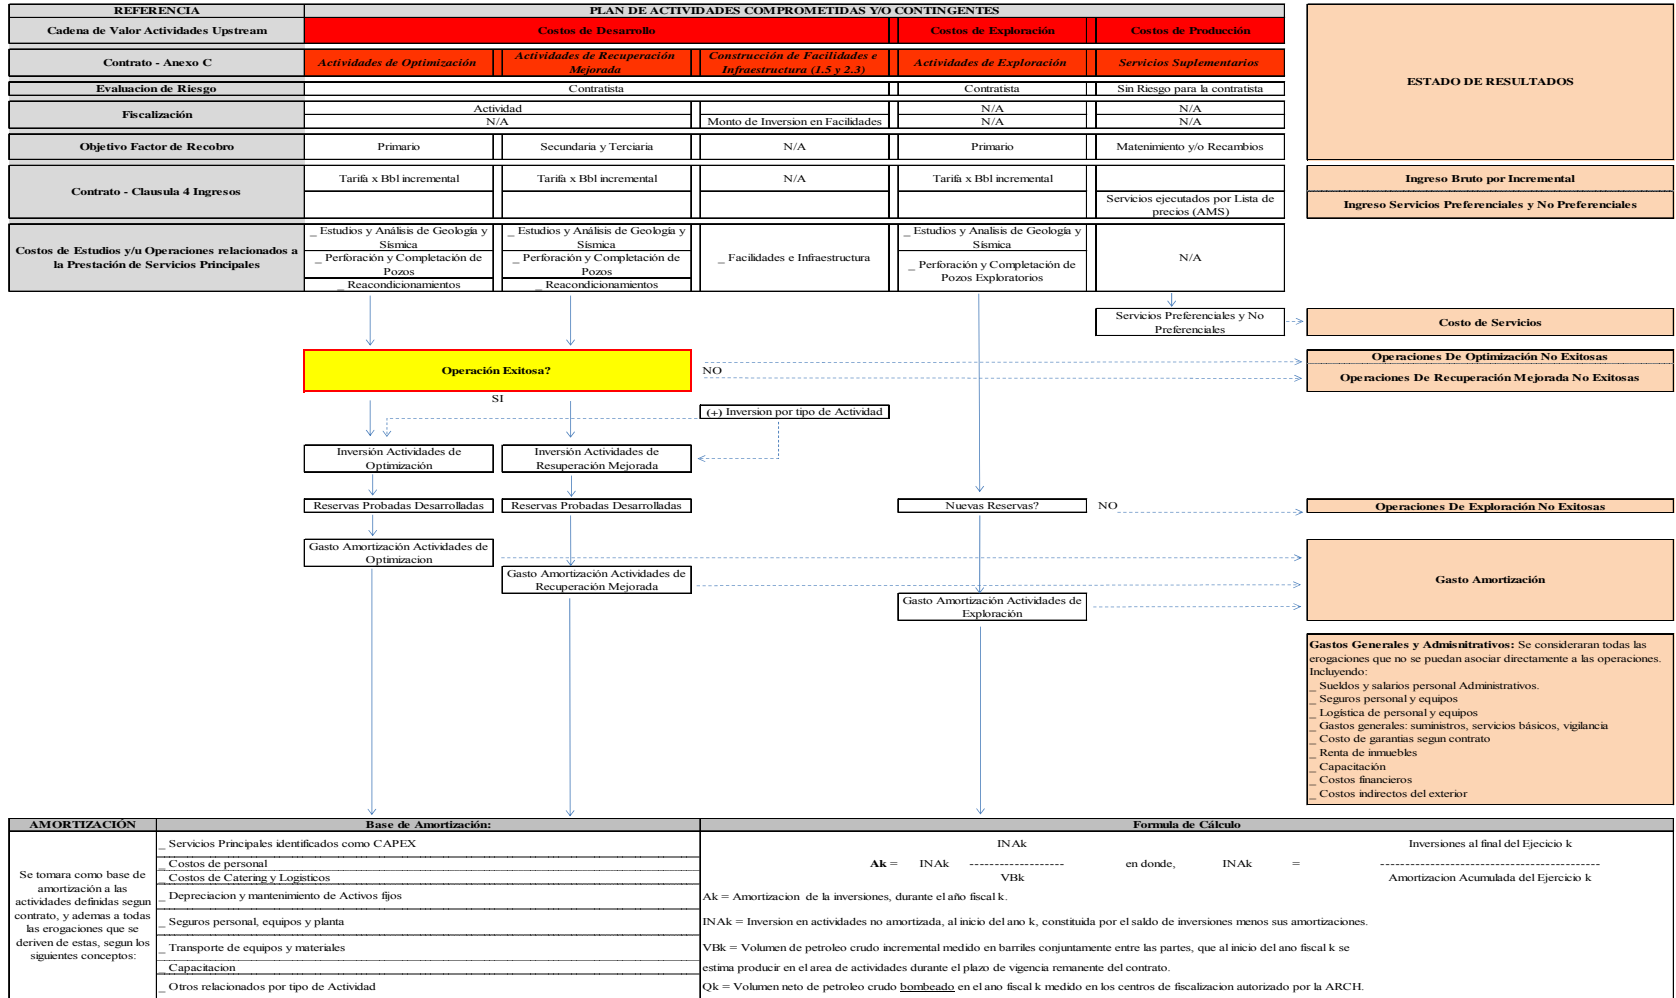 REFERENCIA
PLAN DE ACTIVIDADES COMPROMETIDAS Y/O CONTINGENTES
Cadena de Valor Actividades Upstream
Costos de Desarrollo
Costos de Exploración
Costos de Producción
Contrato - Anexo C
Actividades de Optimización
Actividades de Recuperación
Mejorada
Construcción de Facilidades e
Infraestructura (1.5 y 2.3)
Actividades de Exploración
Servicios Suplementarios
ESTADO DE RESULTADOS
Evaluacion de Riesgo
Contratista
Contratista
Sin Riesgo para la contratista
Fiscalización
Actividad
N/A
N/A
N/A
Monto de Inversion en Facilidades
N/A
N/A
Objetivo Factor de Recobro
Primario
Secundaria y Terciaria
N/A
Primario
Matenimiento y/o Recambios
Contrato - Clausula 4 Ingresos
Tarifa x Bbl incremental
Tarifa x Bbl incremental
N/A
Tarifa x Bbl incremental
Servicios ejecutados por Lista de
precios (AMS)
Ingreso Bruto por Incremental
Ingreso Servicios Preferenciales y No Preferenciales
Costos de Estudios y/u Operaciones relacionados a
la Prestación de Servicios Principales
_ Estudios y Análisis de Geología y
Sísmica
_ Perforación y Completación de
Pozos
_ Reacondicionamientos
_ Estudios y Análisis de Geología y
Sísmica
_ Perforación y Completación de
Pozos
_ Reacondicionamientos
_ Facilidades e Infraestructura
_ Estudios y Analisis de Geología y
Sísmica
_ Perforación y Completación de
Pozos Exploratorios
N/A
Servicios Preferenciales y No
Preferenciales
Costo de Servicios
Operación Exitosa?
NO
Operaciones De Optimización No Exitosas
Operaciones De Recuperación Mejorada No Exitosas
SI
(+) Inversion por tipo de Actividad
Inversión Actividades de
Optimización
Inversión Actividades de
Resuperación Mejorada
Reservas Probadas Desarrolladas
Reservas Probadas Desarrolladas
Nuevas Reservas?
NO
Operaciones De Exploración No Exitosas
Gasto Amortización Actividades de
Optimizacion
Gasto Amortización Actividades de
Recuperación Mejorada
Gasto Amortización Actividades de
Exploración
Gasto Amortización
Gastos Generales y Admisnitrativos: Se consideraran todas las
erogaciones que no se puedan asociar directamente a las operaciones.
Incluyendo:
_ Sueldos y salarios personal Administrativos.
_ Seguros personal y equipos
_ Logística de personal y equipos
_ Gastos generales: suministros, servicios básicos, vigilancia
_ Costo de garantias segun contrato
_ Renta de inmuebles
_ Capacitación
_ Costos financieros
_ Costos indirectos del exterior
AMORTIZACIÓN
Base de Amortización:
Formula de Cálculo
Se tomara como base de
amortización a las
actividades definidas segun
contrato, y ademas a todas
las erogaciones que se
deriven de estas, segun los
siguientes conceptos:
_ Servicios Principales identificados como CAPEX
_ Costos de personal
_ Costos de Catering y Logísticos
_ Depreciacion y mantenimiento de Activos fijos
_ Seguros personal, equipos y planta
_ Transporte de equipos y materiales
_ Capacitacion
_ Otros relacionados por tipo de Actividad
INAk
Inversiones al final del Ejecicio k
Ak = INAk ------------------- en donde, INAk = --------------------------------------------
VBk
Amortizacion Acumulada del Ejercicio k
Ak = Amortizacion de la inversiones, durante el año fiscal k.
INAk = Inversion en actividades no amortizada, al inicio del ano k, constituida por el saldo de inversiones menos sus amortizaciones.
VBk = Volumen de petroleo crudo incremental medido en barriles conjuntamente entre las partes, que al inicio del ano fiscal k se
estima producir en el area de actividades durante el plazo de vigencia remanente del contrato.
Qk = Volumen neto de petroleo crudo bombeado en el ano fiscal k medido en los centros de fiscalizacion autorizado por la ARCH.